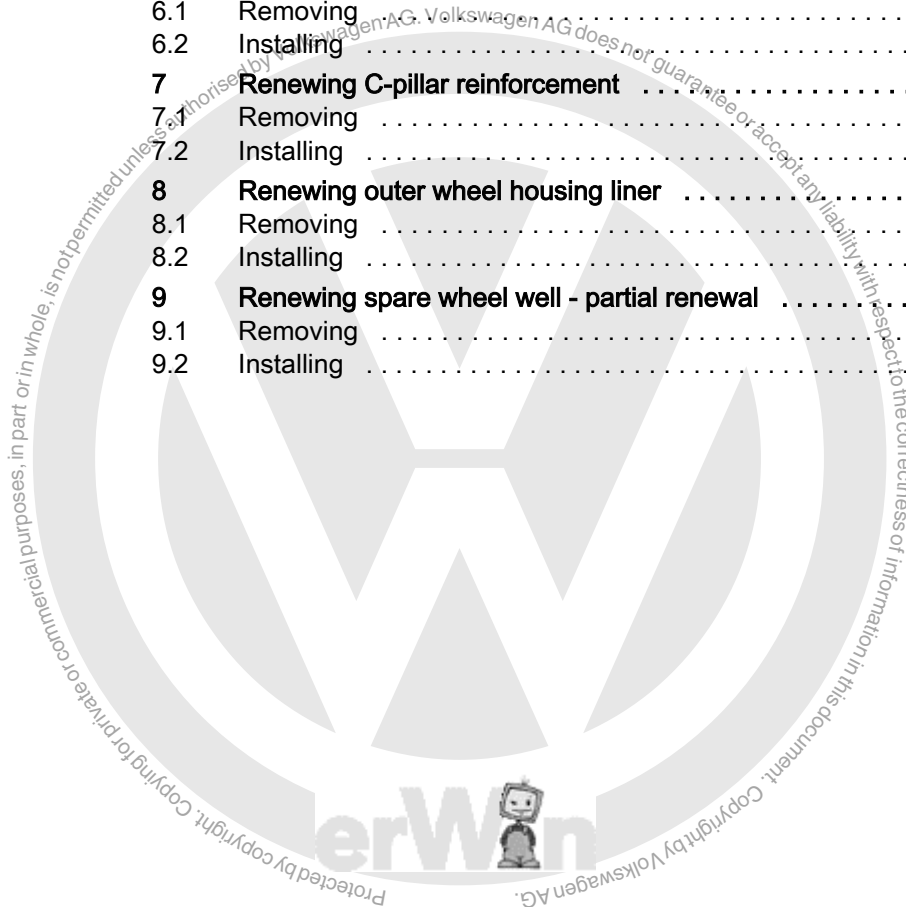 6.1 Removing . . . . . . . . . . . . . . . . . . . . . . . . . . . . . . . . . . . .
6.2 Installing . . . . . . . . . . . . . . . . . . . . . . . . . . . . . . . . . . . . .
7 Renewing C-pillar reinforcement . . . . . . . . . . . . . . . . . .
7.1 Removing . . . . . . . . . . . . . . . . . . . . . . . . . . . . . . . . . . . .
7.2 Installing . . . . . . . . . . . . . . . . . . . . . . . . . . . . . . . . . . . . .
8 Renewing outer wheel housing liner . . . . . . . . . . . . . . .
8.1 Removing . . . . . . . . . . . . . . . . . . . . . . . . . . . . . . . . . . . .
8.2 Installing . . . . . . . . . . . . . . . . . . . . . . . . . . . . . . . . . . . . .
9 Renewing spare wheel well - partial renewal . . . . . . . . .
9.1 Removing . . . . . . . . . . . . . . . . . . . . . . . . . . . . . . . . . . . .
9.2 Installing . . . . . . . . . . . . . . . . . . . . . . . . . . . . . . . . . . . . .
Protected by copyright. Copying for private or commercial purposes, in part or in whole, is not permitted unless authorised by Volkswagen AG. Volkswagen AG does not guarantee or accept any liability with respect to the correctness of information in this document. Copyright by Volkswagen AG.
erWin